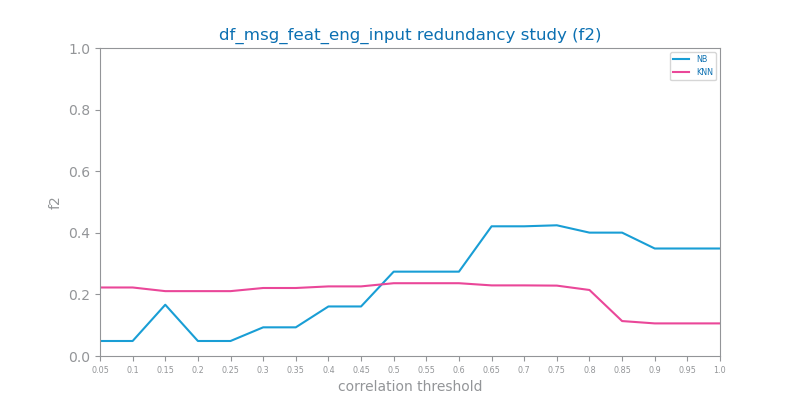 df_msg_feat_eng_input redundancy study (f2)
NB
KNN
1.0
0.8
0.6
0.4
0.2
0.0
f2
0.05 0.1 0.15 0.2 0.25 0.3 0.35 0.4 0.45 0.5 0.55 0.6 0.65 0.7 0.75 0.8 0.85 0.9 0.95 1.0
correlation threshold